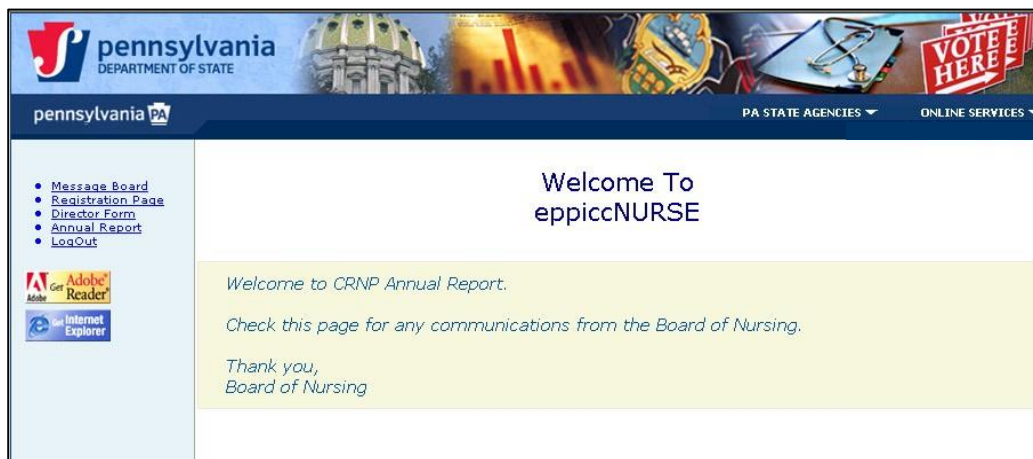 pennsylvania
DEPARTMENT OF STATE
VOTE
VOTE
HERE
pennsylvania PA
PA STATE AGENCIES
ONLINE SERVICES
Message Board
Registration Page
Director Form
Annual Report
LogOut
Adobe
Get Adobe
Reader
Get Internet
Explorer
Welcome To
eppiccNURSE
Welcome to CRNP Annual Report.
Check this page for any communications from the Board of Nursing.
Thank you,
Board of Nursing